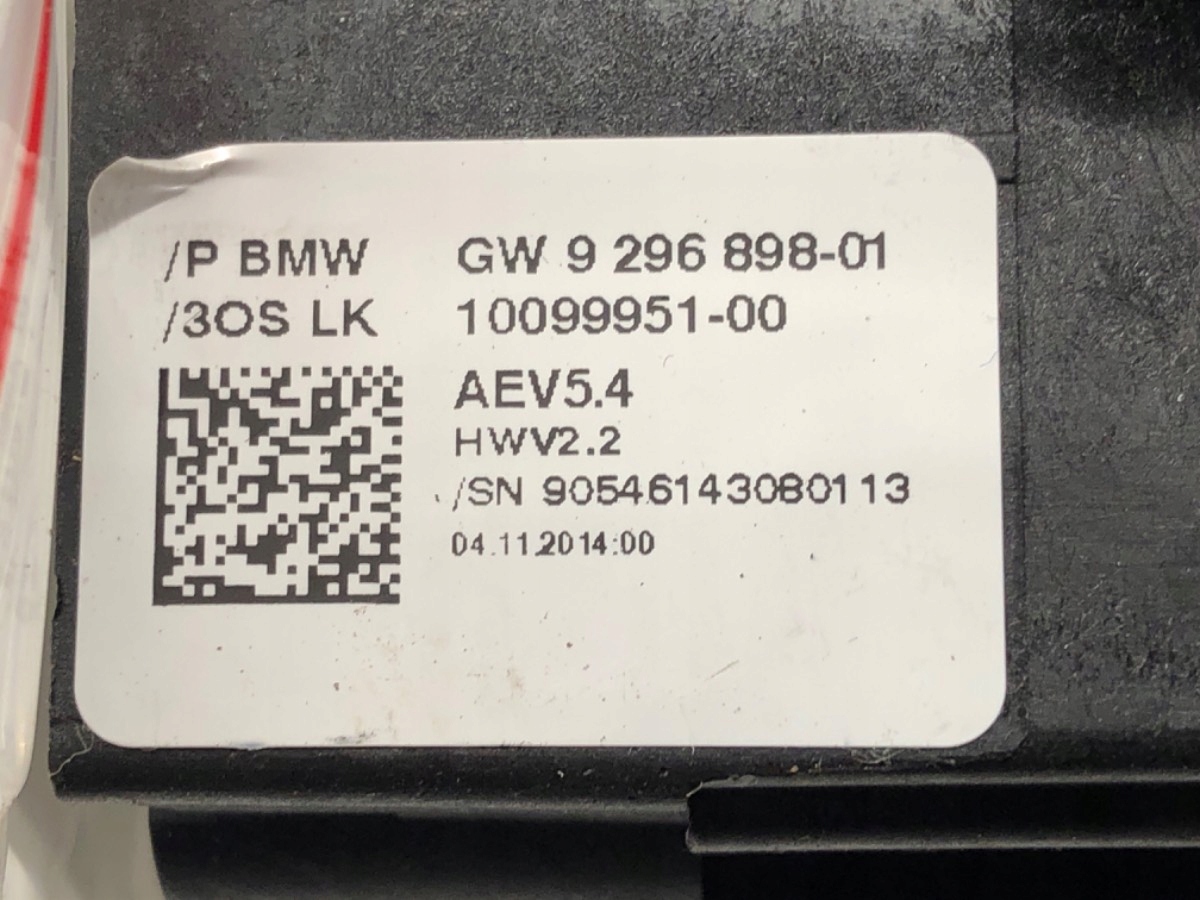 /P BMW GW 9 296 898-01
/3OS LK 10099951-00
AEV5.4
HWV2.2
/SN 90546143080113
04.11.2014:00